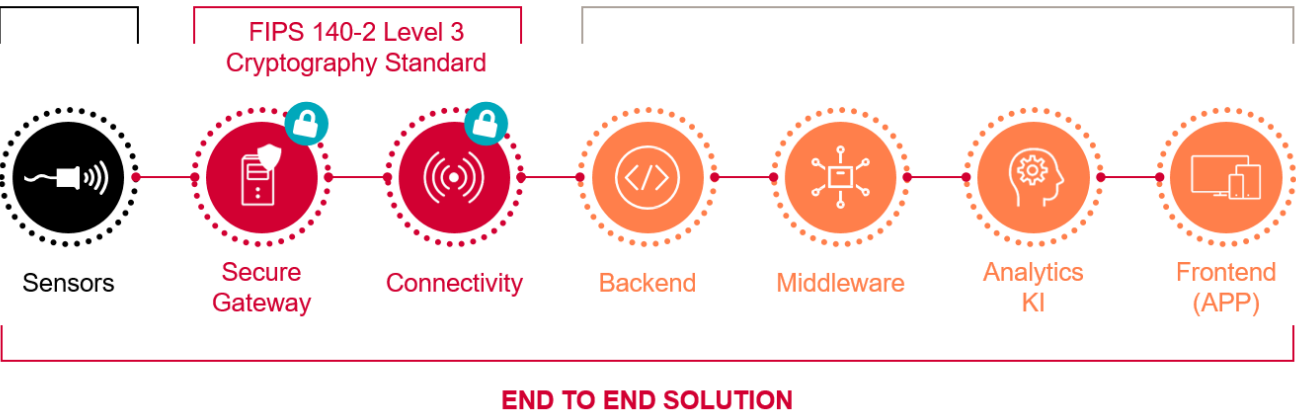 FIPS 140-2 Level 3
Cryptography Standard
Sensors
Secure
Gateway
Connectivity
Backend
Middleware
Analytics
KI
Frontend
(APP)
END TO END SOLUTION